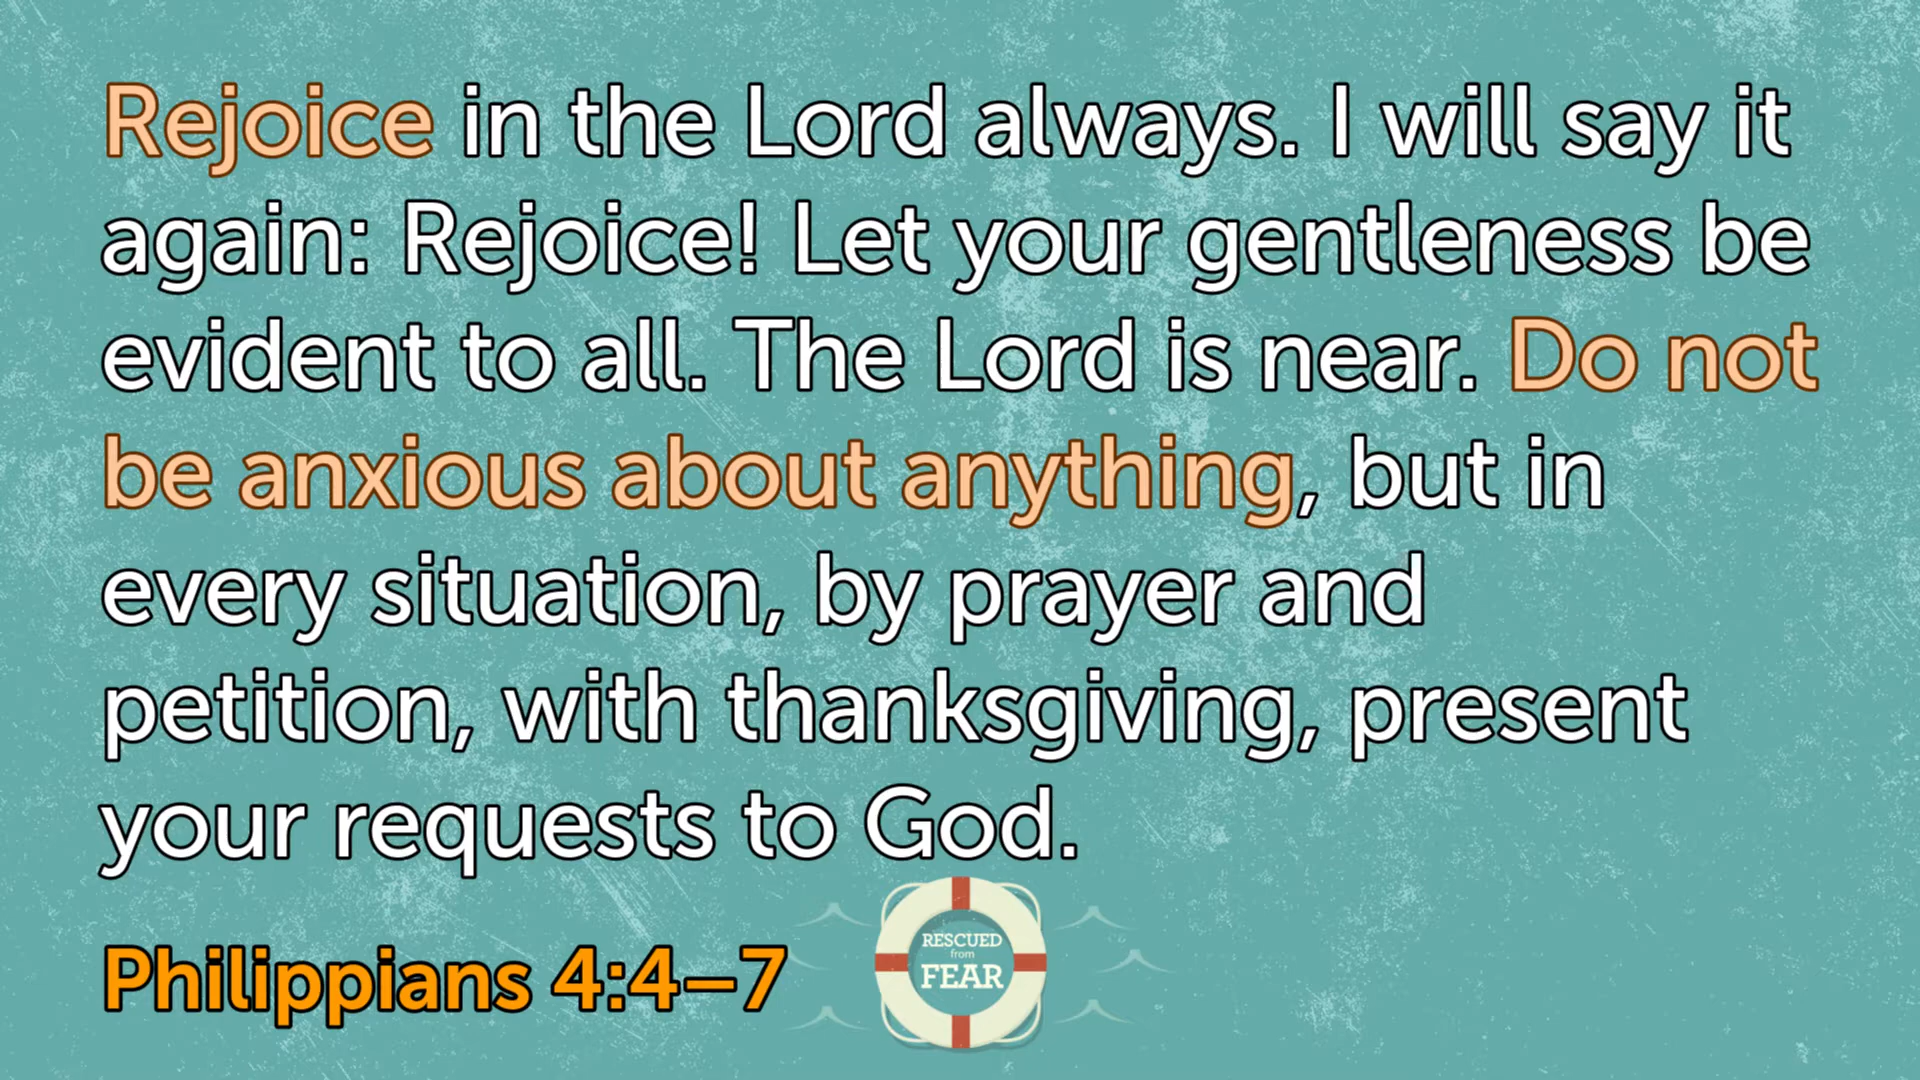 Rejoice in the Lord always. I will say it
again: Rejoice! Let your gentleness be
evident to all. The Lord is near. Do not
be anxious about anything, but in
every situation, by prayer and
petition, with thanksgiving, present
your requests to God.
Philippians 4:4–7
RESCUED
from
FEAR